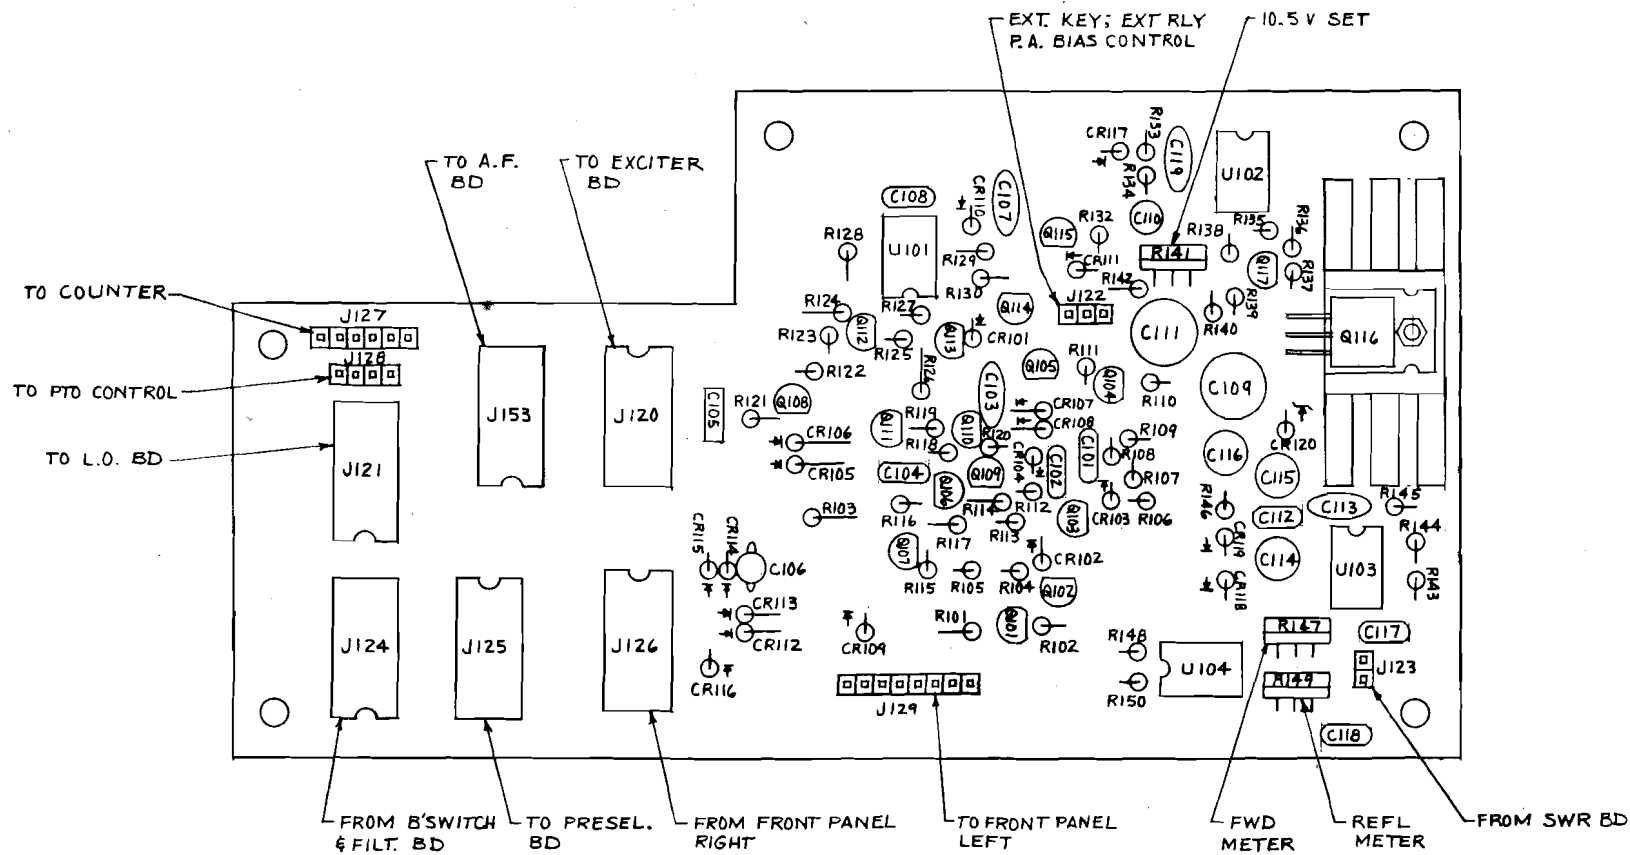 EXT. KEY; EXT RLY
P.A. BIAS CONTROL
10.5 V SET
TO A.F.
BD
TO EXCITER
BD
CR117
R133
R134
C119
U102
C108
CR110
C107
C110
R135
R136
R137
R128
U101
R129
R130
Q115
R132
CR111
R142
R141
R138
Q117
R139
R140
TO COUNTER
J127
J128
TO PTO CONTROL
TO L.O. BD
J121
J153
J120
R124
R127
R123
Q112
R125
Q113
CR101
Q114
J122
C111
Q116
R122
R126
C103
Q105
R111
Q104
R110
C109
C105
R121
Q108
R119
Q111
R118
Q110
R120
CR107
CR108
CR106
CR105
C104
Q109
CR104
C102
C101
R109
R108
R107
C116
CR120
C115
R103
Q106
R116
R114
R112
R117
R113
Q103
CR103
R106
R146
C112
C113
R145
R144
CR115
CR114
C106
Q107
R115
R105
R104
CR102
Q102
CR119
CR118
C114
U103
R143
J124
J125
J126
CR113
CR112
CR116
CR109
R101
Q101
R102
R148
R150
U104
R147
R149
C117
J123
J129
C118
FROM B'SWITCH
& FILT. BD
TO PRESEL.
BD
FROM FRONT PANEL
RIGHT
TO FRONT PANEL
LEFT
FWD
METER
REFL
METER
FROM SWR BD